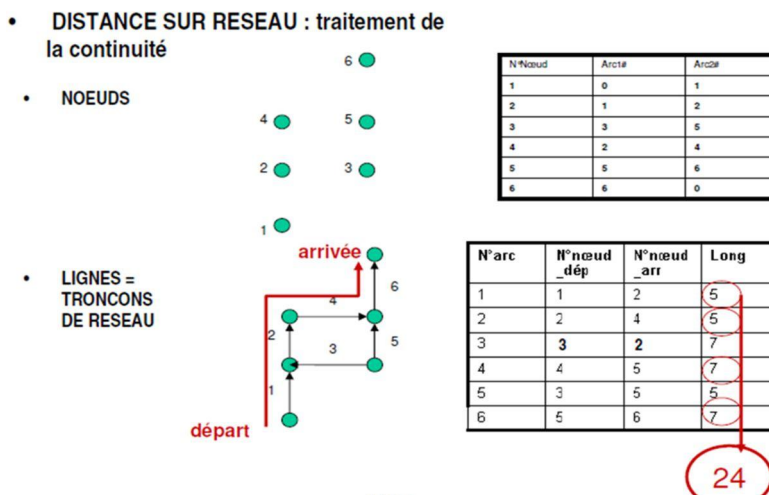 • DISTANCE SUR RESEAU : traitement de
la continuité
• NOEUDS
6
4
5
2
3
1
N°Nœud Arc1# Arc2#
1 0 1
2 1 2
3 3 5
4 2 4
5 5 6
6 6 0
• LIGNES =
TRONCONS
DE RESEAU
arrivée
6
4
2
5
3
1
départ
N°arc N°nœud N°nœud Long
_dép _arr
1 1 2 5
2 2 4 5
3 3 2 7
4 4 5 7
5 3 5 5
6 5 6 7
24